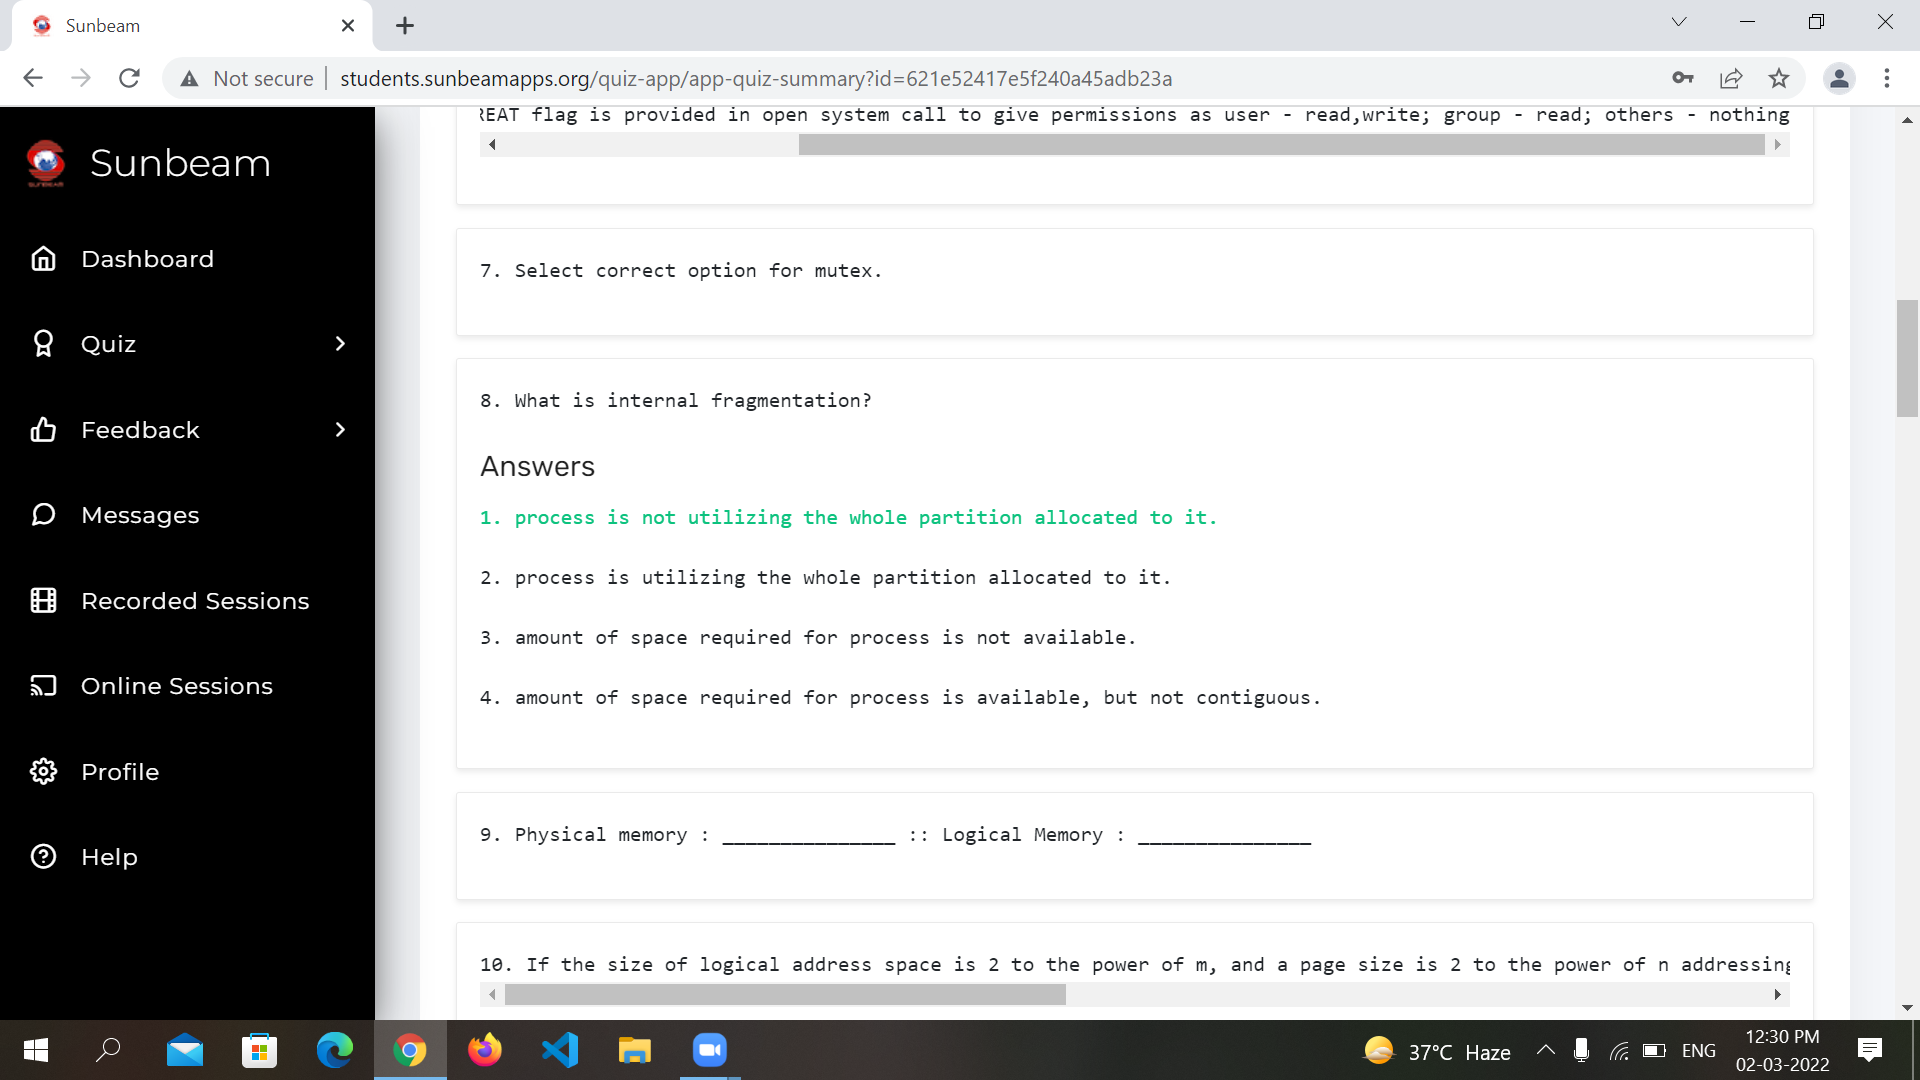 Sunbeam
Not secure
students.sunbeamapps.org/quiz-app/app-quiz-summary?id=621e52417e5f240a45adb23a
Sunbeam
SUNBEAM
Dashboard
Quiz
Feedback
Messages
Recorded Sessions
Online Sessions
Profile
Help
REAT flag is provided in open system call to give permissions as user - read,write; group - read; others - nothing
7. Select correct option for mutex.
8. What is internal fragmentation?
Answers
1. process is not utilizing the whole partition allocated to it.
2. process is utilizing the whole partition allocated to it.
3. amount of space required for process is not available.
4. amount of space required for process is available, but not contiguous.
9. Physical memory : _______________ :: Logical Memory : _______________
10. If the size of logical address space is 2 to the power of m, and a page size is 2 to the power of n addressing
37°C Haze
ENG
12:30 PM
02-03-2022